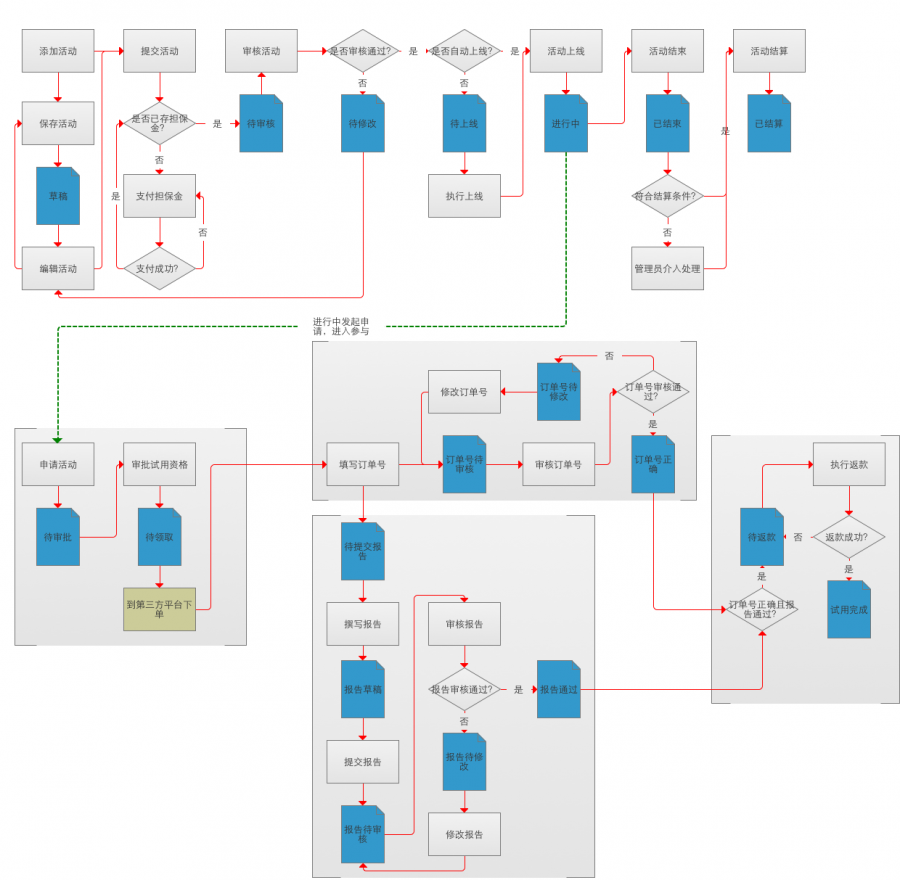 添加活动
提交活动
审核活动
是否审核通过?
是
是否自动上线?
是
活动上线
活动结束
活动结算
否
否
保存活动
是否已存担保
金?
是
待审核
待修改
待上线
进行中
已结束
是
已结算
否
草稿
是
支付担保金
执行上线
符合结算条件?
否
否
编辑活动
支付成功?
管理员介入处理
进行中发起申
请，进入参与
否
修改订单号
订单号待
修改
订单号审核通
过?
是
申请活动
审批试用资格
填写订单号
订单号待
审核
审核订单号
订单号正
确
执行返款
待审批
待领取
待提交报
告
待返款
否
返款成功?
是
是
到第三方平台下
单
订单号正确且报
告通过?
试用完成
撰写报告
审核报告
报告草稿
报告审核通过?
是
报告通过
否
提交报告
报告待修
改
报告待审
核
修改报告